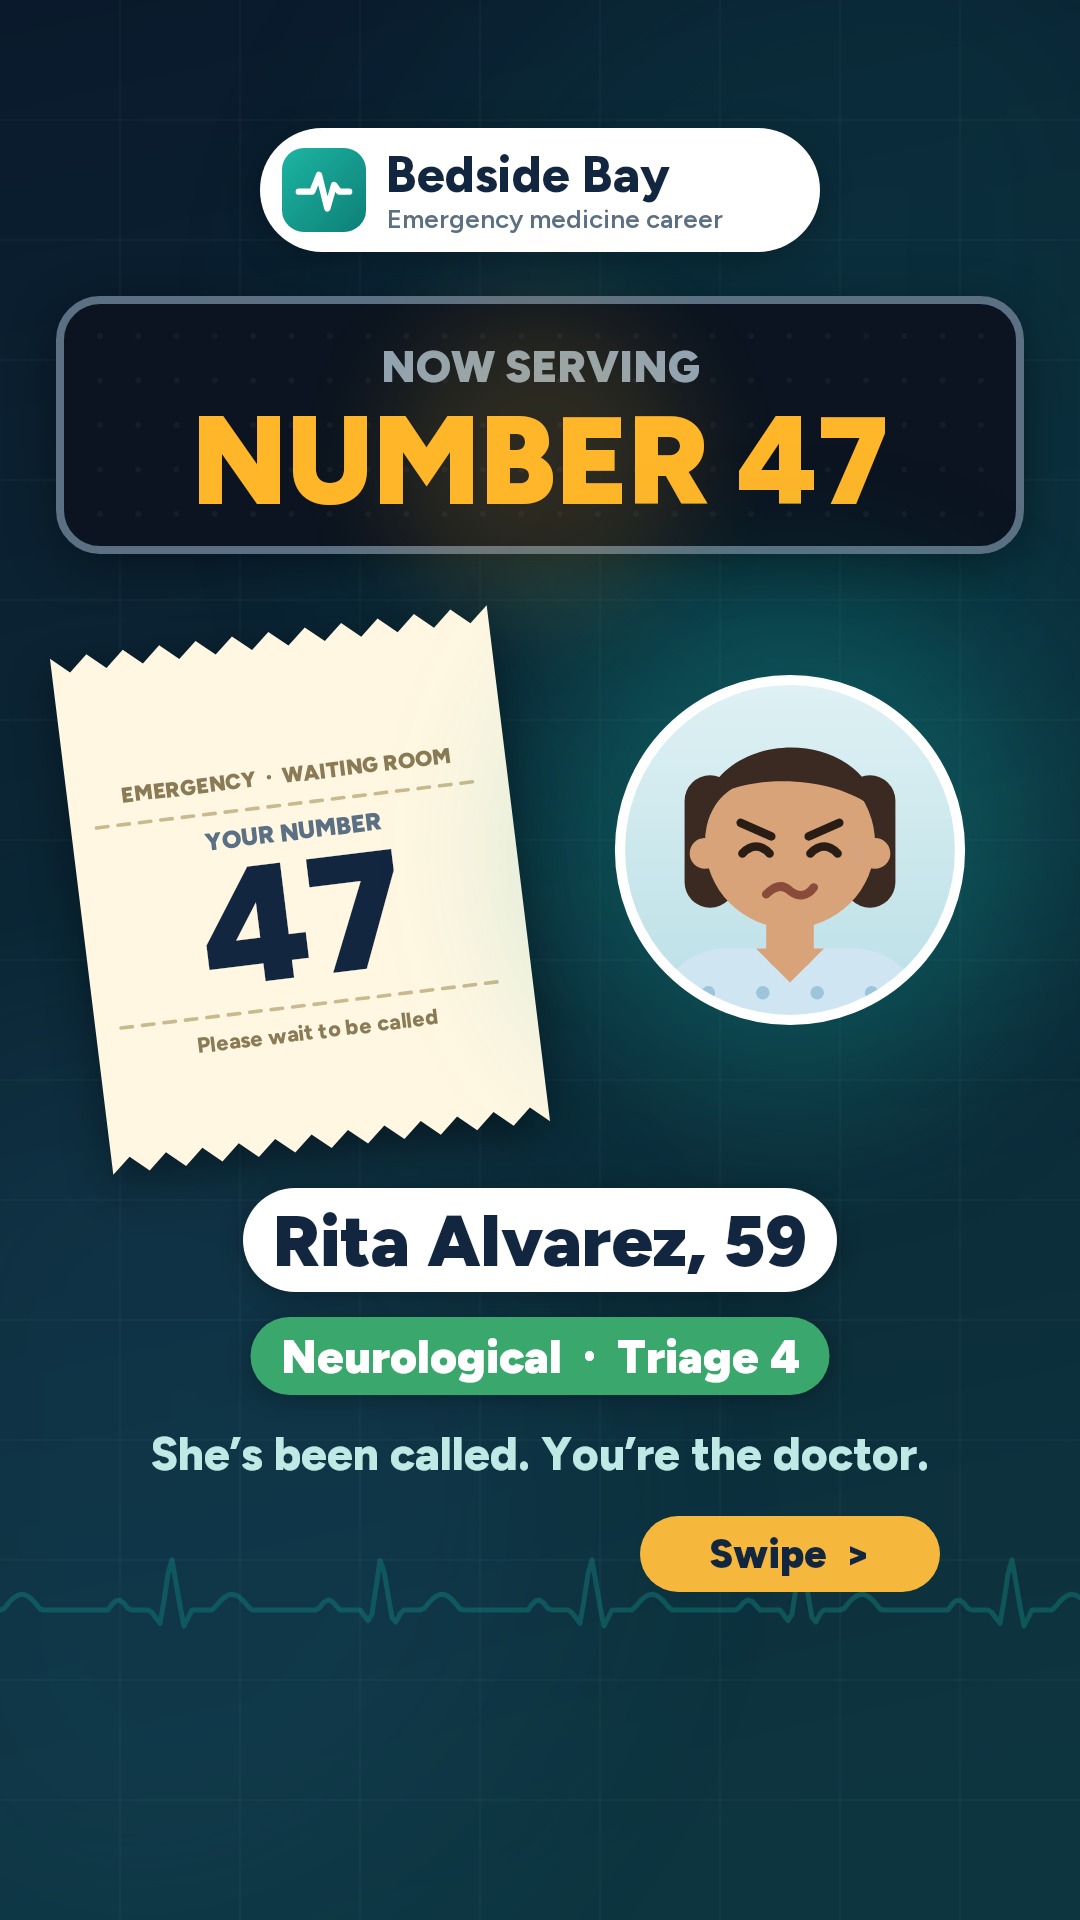 Bedside Bay
Emergency medicine career
NOW SERVING
NUMBER 47
EMERGENCY · WAITING ROOM
YOUR NUMBER
47
Please wait to be called
Rita Alvarez, 59
Neurological · Triage 4
She’s been called. You’re the doctor.
Swipe >